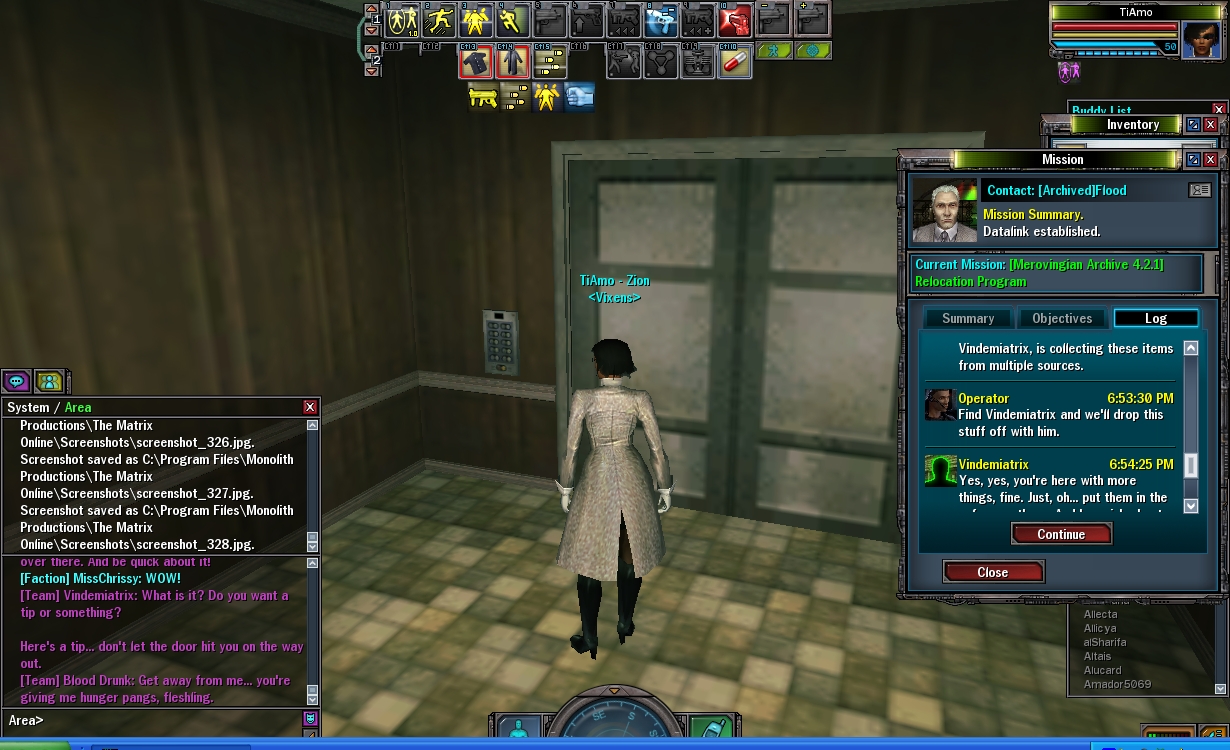 TiAmo
50
Buddy List
Inventory
Mission
Contact: [Archived]Flood
Mission Summary.
Datalink established.
Current Mission: [Merovingian Archive 4.2.1]
Relocation Program
Summary
Objectives
Log
Vindemiatrix, is collecting these items
from multiple sources.
Operator 6:53:30 PM
Find Vindemiatrix and we'll drop this
stuff off with him.
Vindemiatrix 6:54:25 PM
Yes, yes, you're here with more
things, fine. Just, oh... put them in the
Continue
Close
Allecta
Allicya
alSharifa
Altais
Alucard
Amador5069
TiAmo - Zion
<Vixens>
System / Area
Productions\The Matrix
Online\Screenshots\screenshot_326.jpg.
Screenshot saved as C:\Program Files\Monolith
Productions\The Matrix
Online\Screenshots\screenshot_327.jpg.
Screenshot saved as C:\Program Files\Monolith
Productions\The Matrix
Online\Screenshots\screenshot_328.jpg.
over there. And be quick about it!
[Faction] MissChrissy: WOW!
[Team] Vindemiatrix: What is it? Do you want a
tip or something?
Here's a tip... don't let the door hit you on the way
out.
[Team] Blood Drunk: Get away from me... you're
giving me hunger pangs, fleshling.
Area>
SE
S